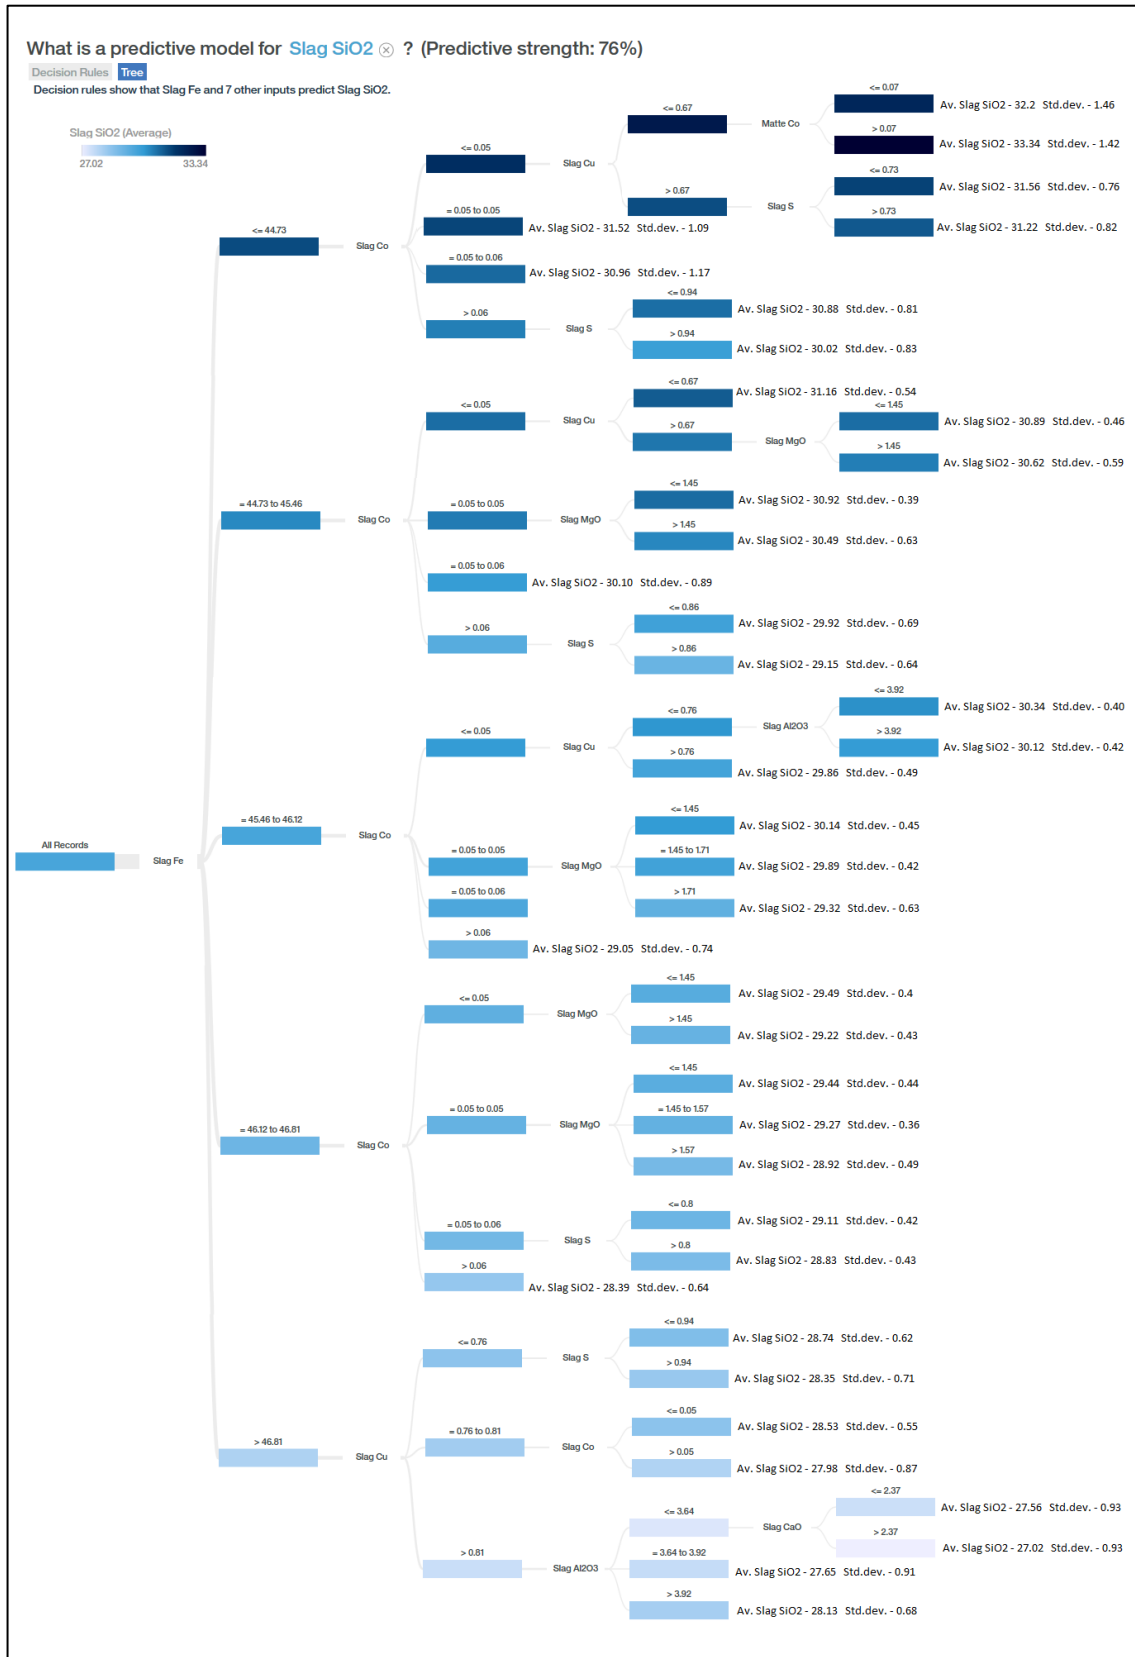 What is a predictive model for Slag SiO2 ? (Predictive strength: 76%)
Decision Rules Tree
Decision rules show that Slag Fe and 7 other inputs predict Slag SiO2.
Slag SiO2 (Average)
27.02 33.34
All Records
Slag Fe
<= 44.73
Slag Co
<= 0.05
Slag Cu
<= 0.67
Matte Co
<= 0.07
Av. Slag SiO2 - 32.2 Std.dev. - 1.46
> 0.07
Av. Slag SiO2 - 33.34 Std.dev. - 1.42
> 0.67
Slag S
<= 0.73
Av. Slag SiO2 - 31.56 Std.dev. - 0.76
> 0.73
Av. Slag SiO2 - 31.22 Std.dev. - 0.82
= 0.05 to 0.05
Av. Slag SiO2 - 31.52 Std.dev. - 1.09
= 0.05 to 0.06
Av. Slag SiO2 - 30.96 Std.dev. - 1.17
> 0.06
Slag S
<= 0.94
Av. Slag SiO2 - 30.88 Std.dev. - 0.81
> 0.94
Av. Slag SiO2 - 30.02 Std.dev. - 0.83
= 44.73 to 45.46
Slag Co
<= 0.05
Slag Cu
<= 0.67
Av. Slag SiO2 - 31.16 Std.dev. - 0.54
> 0.67
Slag MgO
<= 1.45
Av. Slag SiO2 - 30.89 Std.dev. - 0.46
> 1.45
Av. Slag SiO2 - 30.62 Std.dev. - 0.59
= 0.05 to 0.05
Slag MgO
<= 1.45
Av. Slag SiO2 - 30.92 Std.dev. - 0.39
> 1.45
Av. Slag SiO2 - 30.49 Std.dev. - 0.63
= 0.05 to 0.06
Av. Slag SiO2 - 30.10 Std.dev. - 0.89
> 0.06
Slag S
<= 0.86
Av. Slag SiO2 - 29.92 Std.dev. - 0.69
> 0.86
Av. Slag SiO2 - 29.15 Std.dev. - 0.64
= 45.46 to 46.12
Slag Co
<= 0.05
Slag Cu
<= 0.76
Slag Al2O3
<= 3.92
Av. Slag SiO2 - 30.34 Std.dev. - 0.40
> 3.92
Av. Slag SiO2 - 30.12 Std.dev. - 0.42
> 0.76
Av. Slag SiO2 - 29.86 Std.dev. - 0.49
= 0.05 to 0.05
Slag MgO
<= 1.45
Av. Slag SiO2 - 30.14 Std.dev. - 0.45
= 1.45 to 1.71
Av. Slag SiO2 - 29.89 Std.dev. - 0.42
> 1.71
Av. Slag SiO2 - 29.32 Std.dev. - 0.63
= 0.05 to 0.06
> 0.06
Av. Slag SiO2 - 29.05 Std.dev. - 0.74
= 46.12 to 46.81
Slag Co
<= 0.05
Slag MgO
<= 1.45
Av. Slag SiO2 - 29.49 Std.dev. - 0.4
> 1.45
Av. Slag SiO2 - 29.22 Std.dev. - 0.43
= 0.05 to 0.05
Slag MgO
<= 1.45
Av. Slag SiO2 - 29.44 Std.dev. - 0.44
= 1.45 to 1.57
Av. Slag SiO2 - 29.27 Std.dev. - 0.36
> 1.57
Av. Slag SiO2 - 28.92 Std.dev. - 0.49
= 0.05 to 0.06
Slag S
<= 0.8
Av. Slag SiO2 - 29.11 Std.dev. - 0.42
> 0.8
Av. Slag SiO2 - 28.83 Std.dev. - 0.43
> 0.06
Av. Slag SiO2 - 28.39 Std.dev. - 0.64
> 46.81
Slag Cu
<= 0.76
Slag S
<= 0.94
Av. Slag SiO2 - 28.74 Std.dev. - 0.62
> 0.94
Av. Slag SiO2 - 28.35 Std.dev. - 0.71
= 0.76 to 0.81
Slag Co
<= 0.05
Av. Slag SiO2 - 28.53 Std.dev. - 0.55
> 0.05
Av. Slag SiO2 - 27.98 Std.dev. - 0.87
> 0.81
Slag Al2O3
<= 3.64
Slag CaO
<= 2.37
Av. Slag SiO2 - 27.56 Std.dev. - 0.93
> 2.37
Av. Slag SiO2 - 27.02 Std.dev. - 0.93
= 3.64 to 3.92
Av. Slag SiO2 - 27.65 Std.dev. - 0.91
> 3.92
Av. Slag SiO2 - 28.13 Std.dev. - 0.68